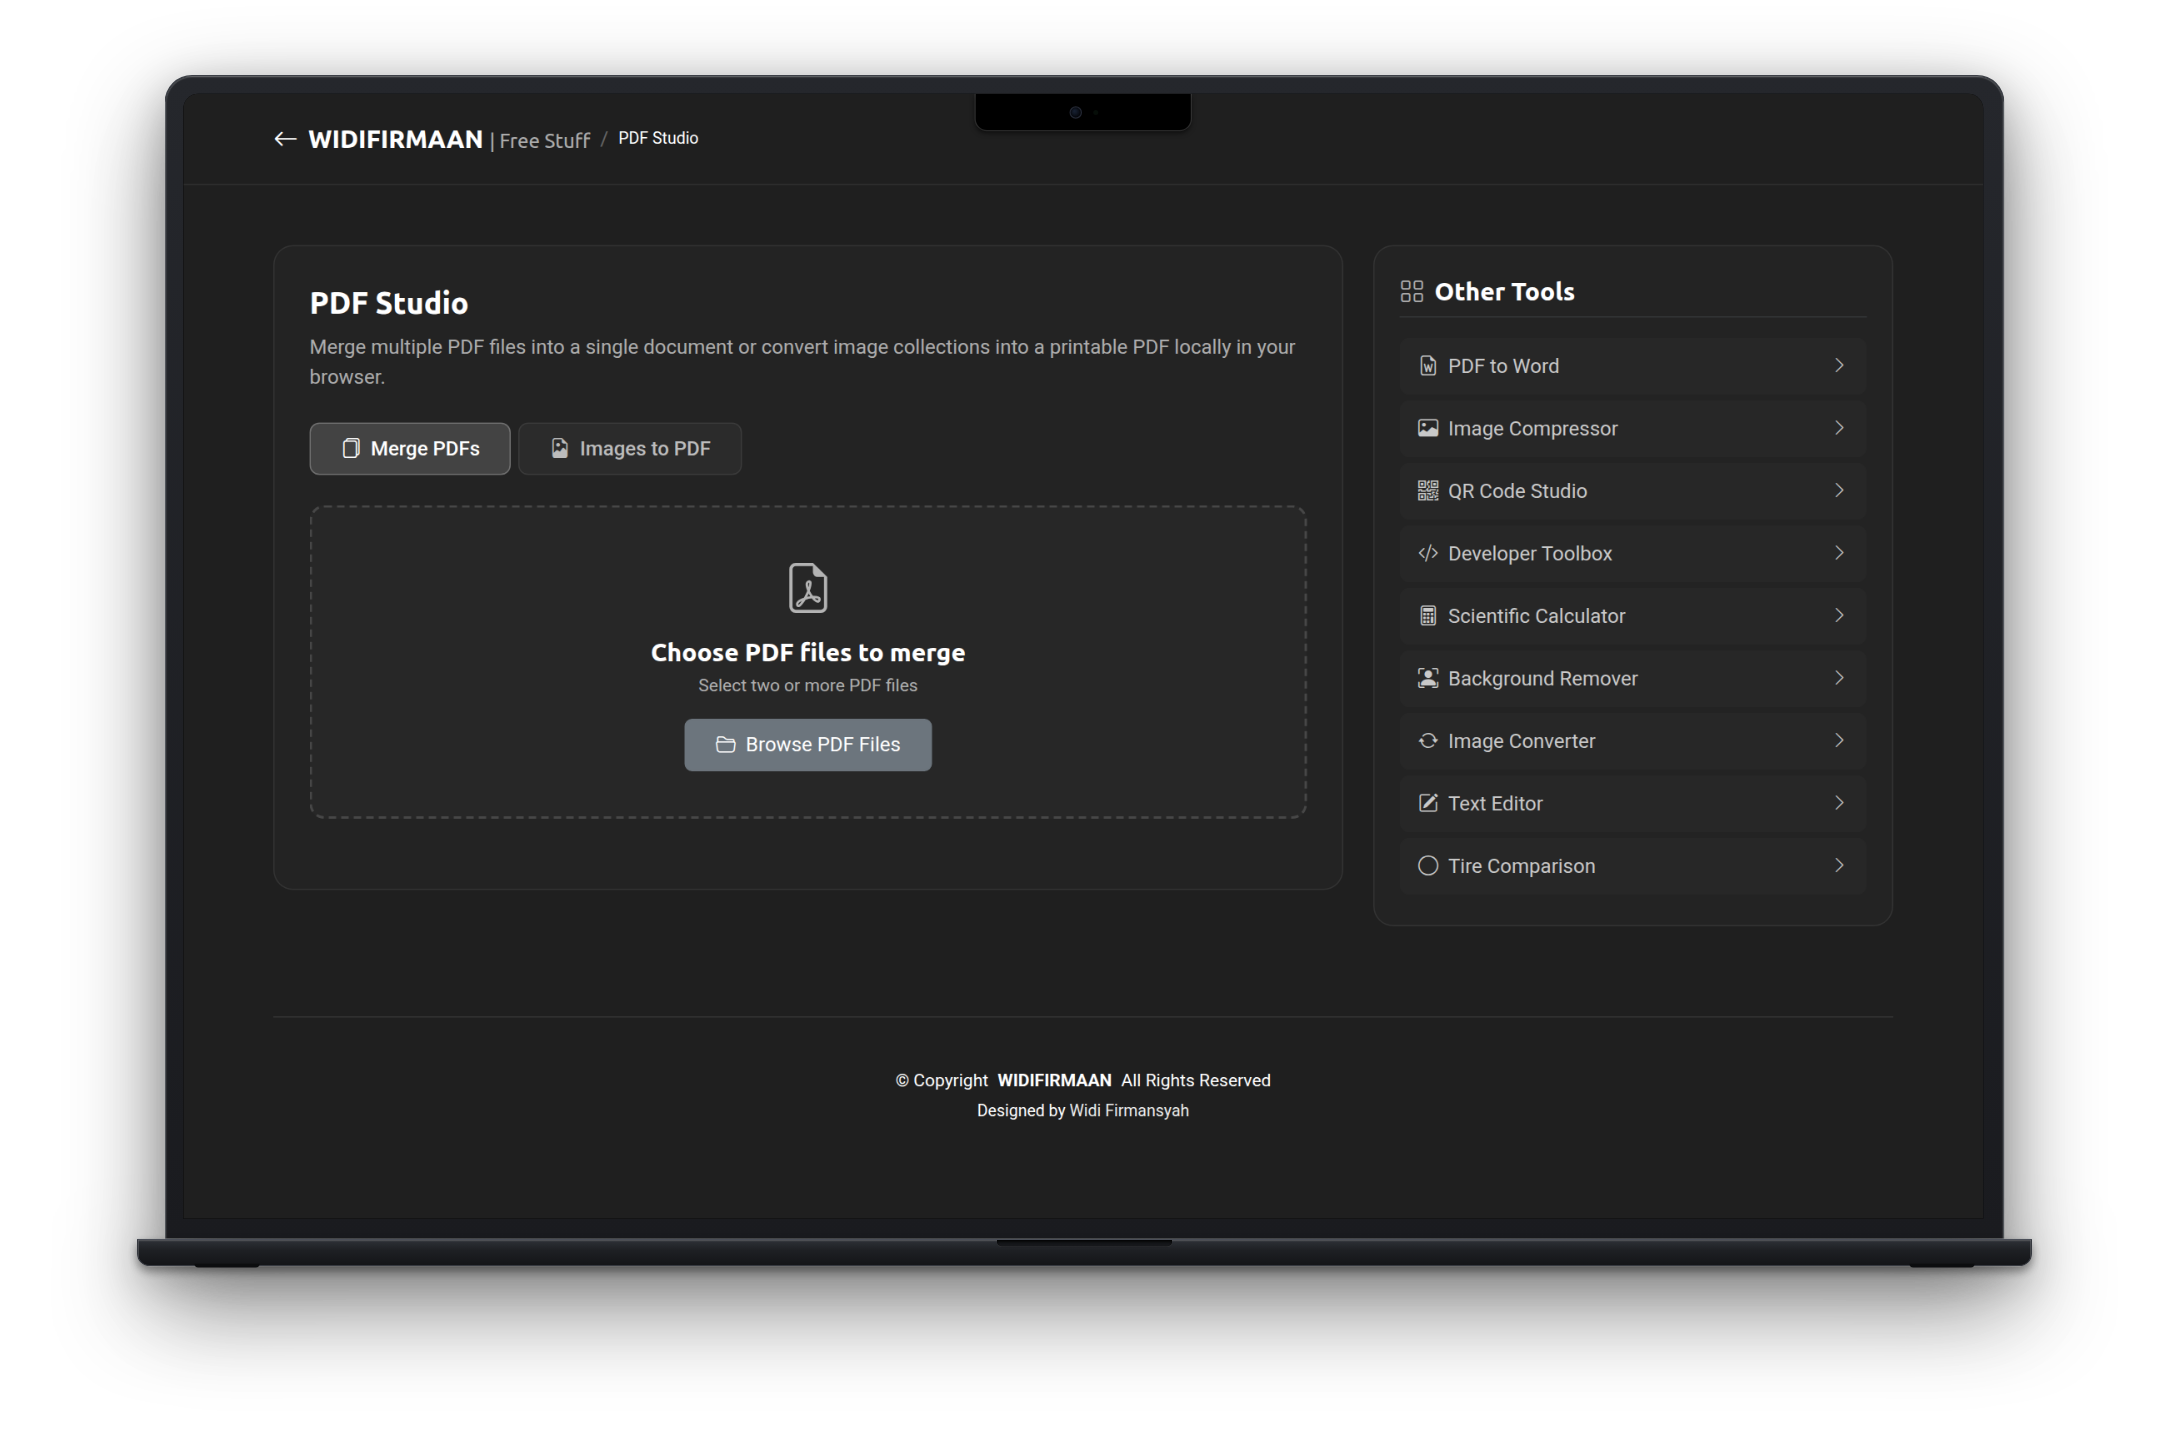 WIDIFIRMAAN | Free Stuff / PDF Studio
PDF Studio
Merge multiple PDF files into a single document or convert image collections into a printable PDF locally in your
browser.
Merge PDFs
Images to PDF
Choose PDF files to merge
Select two or more PDF files
Browse PDF Files
Other Tools
PDF to Word
Image Compressor
QR Code Studio
Developer Toolbox
Scientific Calculator
Background Remover
Image Converter
Text Editor
Tire Comparison
© Copyright WIDIFIRMAAN All Rights Reserved
Designed by Widi Firmansyah